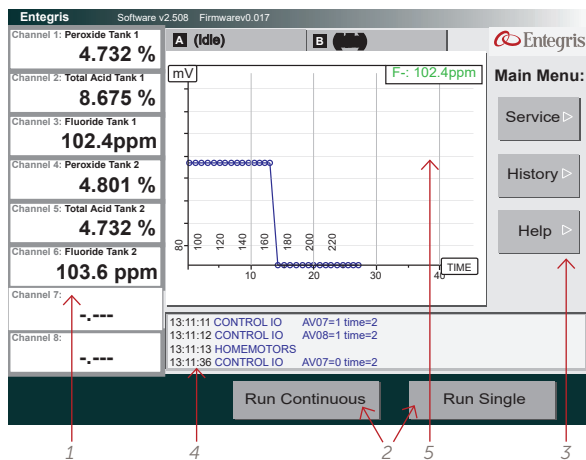 Entegris Software v2.508 Firmwarev0.017
Channel 1: Peroxide Tank 1
4.732 %
Channel 2: Total Acid Tank 1
8.675 %
Channel 3: Fluoride Tank 1
102.4ppm
Channel 4: Peroxide Tank 2
4.801 %
Channel 5: Total Acid Tank 2
4.732 %
Channel 6: Fluoride Tank 2
103.6 ppm
Channel 7:
-.---
Channel 8:
-.---
A (Idle)
B
mV
F-: 102.4ppm
80 100 120 140 160 180 200 220
10 20 30 40
TIME
13:11:11 CONTROL IO AV07=1 time=2
13:11:12 CONTROL IO AV08=1 time=2
13:11:13 HOMEMOTORS
13:11:36 CONTROL IO AV07=0 time=2
Entegris
Main Menu:
Service
History
Help
Run Continuous
Run Single
1 4 2 5 3